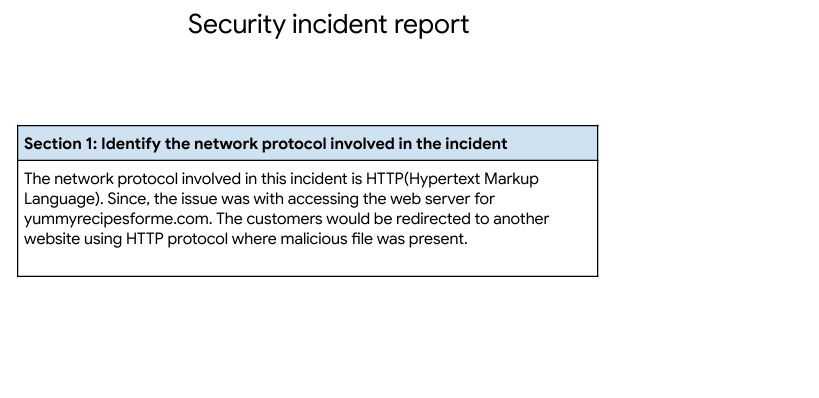 Security incident report
Section 1: Identify the network protocol involved in the incident
The network protocol involved in this incident is HTTP(Hypertext Markup
Language). Since, the issue was with accessing the web server for
yummyrecipesforme.com. The customers would be redirected to another
website using HTTP protocol where malicious file was present.